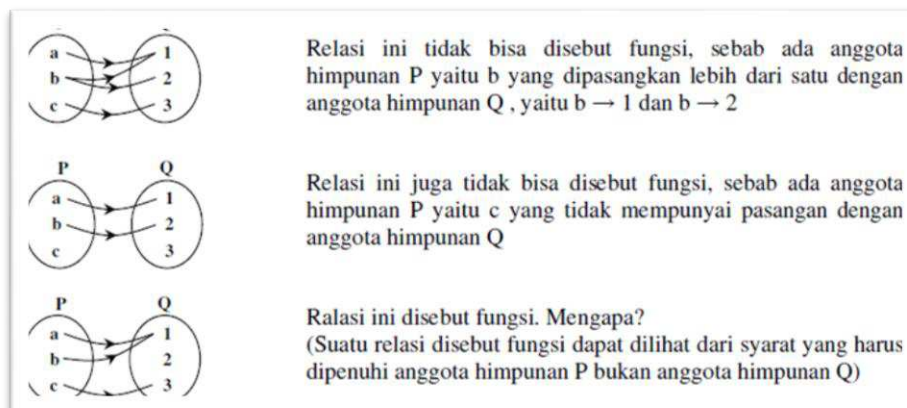 a 1
b 2
c 3
Relasi ini tidak bisa disebut fungsi, sebab ada anggota
himpunan P yaitu b yang dipasangkan lebih dari satu dengan
anggota himpunan Q , yaitu b → 1 dan b → 2
P Q
a 1
b 2
c 3
Relasi ini juga tidak bisa disebut fungsi, sebab ada anggota
himpunan P yaitu c yang tidak mempunyai pasangan dengan
anggota himpunan Q
P Q
a 1
b 2
c 3
Ralasi ini disebut fungsi. Mengapa?
(Suatu relasi disebut fungsi dapat dilihat dari syarat yang harus
dipenuhi anggota himpunan P bukan anggota himpunan Q)